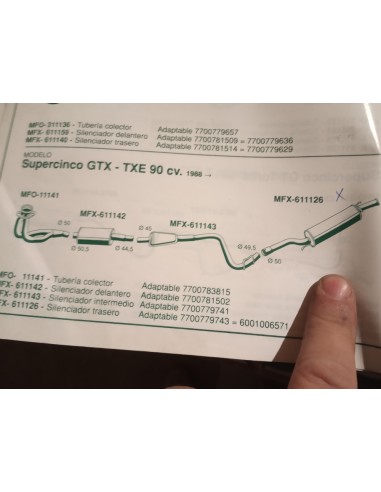 MFO-311136 - Tubería colector Adaptable 7700779657
MFX- 611159 - Silenciador delantero Adaptable 7700781509 = 7700779636
MFX- 611140 - Silenciador trasero Adaptable 7700781514 = 7700779629
MODELO
Supercinco GTX - TXE 90 cv. 1988 →
MFO-11141
MFX-611142
MFX-611143
MFX-611126 X
Ø 50
Ø 50,5
Ø 44,5
Ø 45
Ø 49,5
Ø 50
MFO- 11141 - Tubería colector Adaptable 7700783815
MFX- 611142 - Silenciador delantero Adaptable 7700781502
MFX- 611143 - Silenciador intermedio Adaptable 7700779741
MFX- 611126 - Silenciador trasero Adaptable 7700779743 = 6001006571